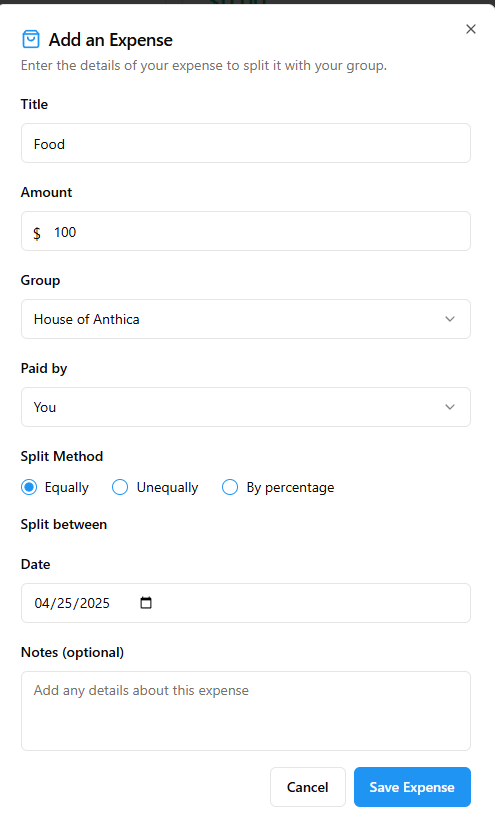 Add an Expense
Enter the details of your expense to split it with your group.
Title
Food
Amount
$ 100
Group
House of Anthica
Paid by
You
Split Method
Equally Unequally By percentage
Split between
Date
04/25/2025
Notes (optional)
Add any details about this expense
Cancel Save Expense